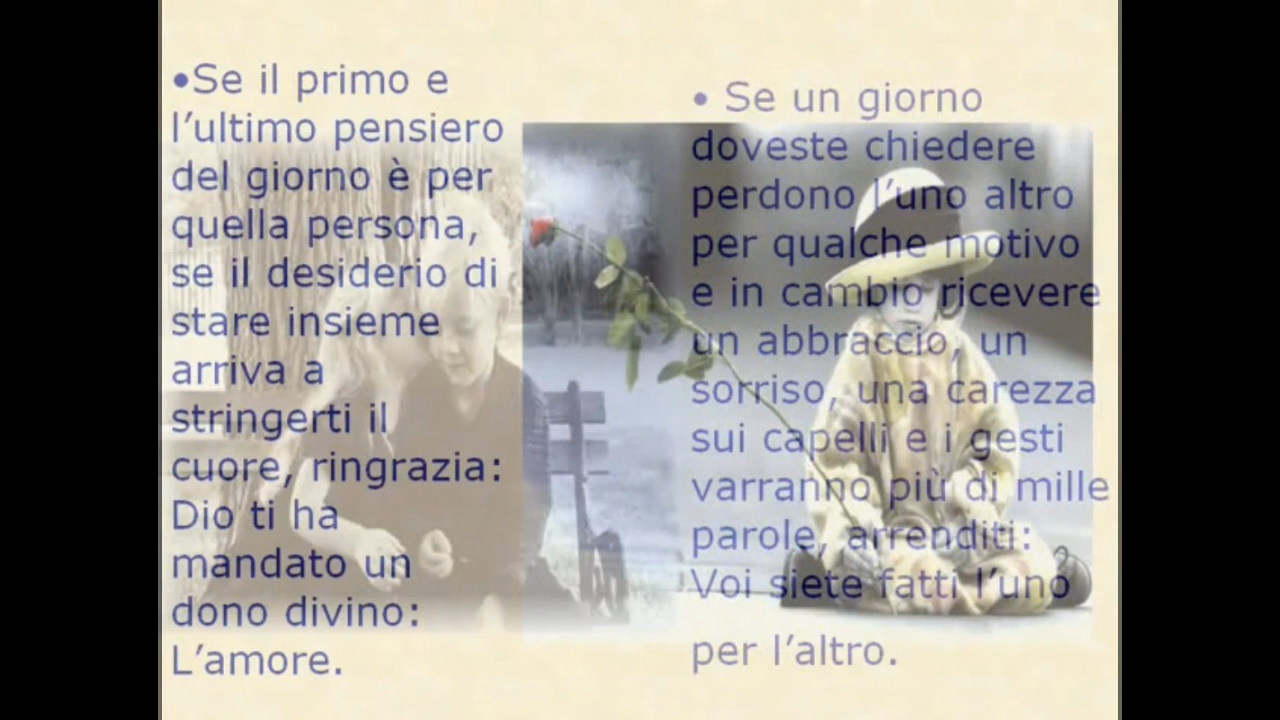 •Se il primo e
l’ultimo pensiero
del giorno è per
quella persona,
se il desiderio di
stare insieme
arriva a
stringerti il
cuore, ringrazia:
Dio ti ha
mandato un
dono divino:
L’amore.
• Se un giorno
doveste chiedere
perdono l’uno altro
per qualche motivo
e in cambio ricevere
un abbraccio, un
sorriso, una carezza
sui capelli e i gesti
varranno più di mille
parole, arrenditi:
Voi siete fatti l’uno
per l’altro.